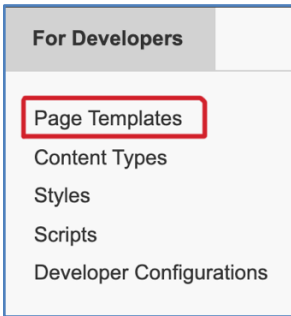 For Developers
Page Templates
Content Types
Styles
Scripts
Developer Configurations